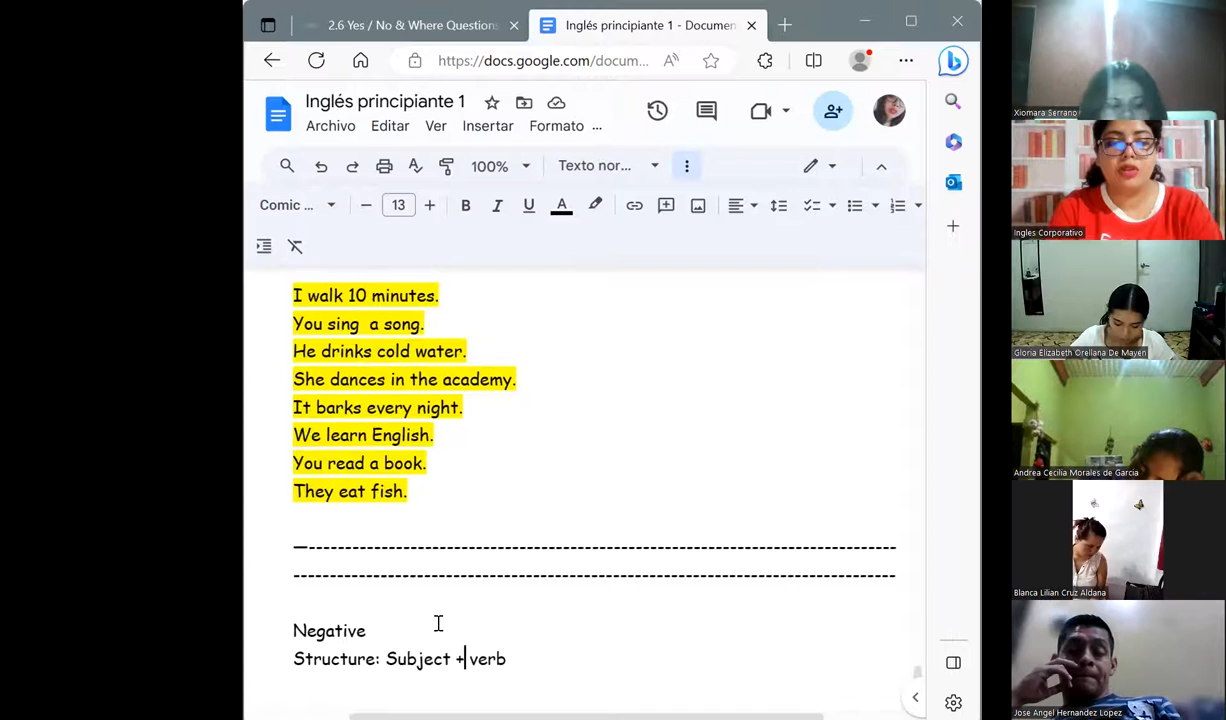 2.6 Yes / No & Where Questions
Inglés principiante 1 - Documen
https://docs.google.com/docum...
Inglés principiante 1
Archivo Editar Ver Insertar Formato ...
100% Texto nor...
Comic ... 13 B I U A
I walk 10 minutes.
You sing a song.
He drinks cold water.
She dances in the academy.
It barks every night.
We learn English.
You read a book.
They eat fish.
—---------------------------------------------------------------------------------
----------------------------------------------------------------------------------
Negative
Structure: Subject + verb
Xiomara Serrano
Ingles Corporativo
Gloria Elizabeth Orellana De Mayen
Andrea Cecilia Morales de Garcia
Blanca Lilian Cruz Aldana
Jose Angel Hernandez Lopez